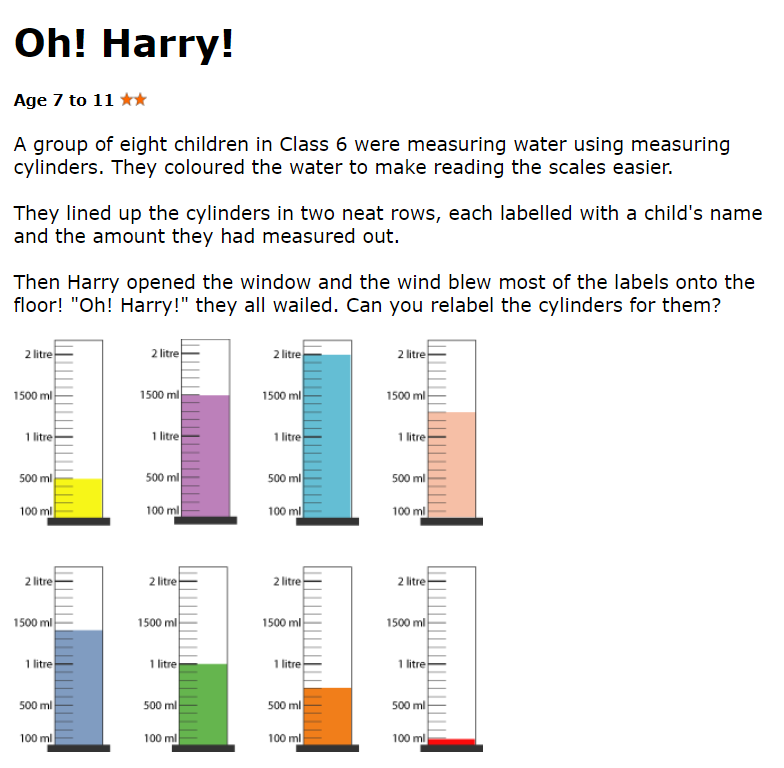 Oh! Harry!
Age 7 to 11
A group of eight children in Class 6 were measuring water using measuring
cylinders. They coloured the water to make reading the scales easier.
They lined up the cylinders in two neat rows, each labelled with a child's name
and the amount they had measured out.
Then Harry opened the window and the wind blew most of the labels onto the
floor! "Oh! Harry!" they all wailed. Can you relabel the cylinders for them?
2 litre 2 litre 2 litre 2 litre
1500 ml 1500 ml 1500 ml 1500 ml
1 litre 1 litre 1 litre 1 litre
500 ml 500 ml 500 ml 500 ml
100 ml 100 ml 100 ml 100 ml
2 litre 2 litre 2 litre 2 litre
1500 ml 1500 ml 1500 ml 1500 ml
1 litre 1 litre 1 litre 1 litre
500 ml 500 ml 500 ml 500 ml
100 ml 100 ml 100 ml 100 ml